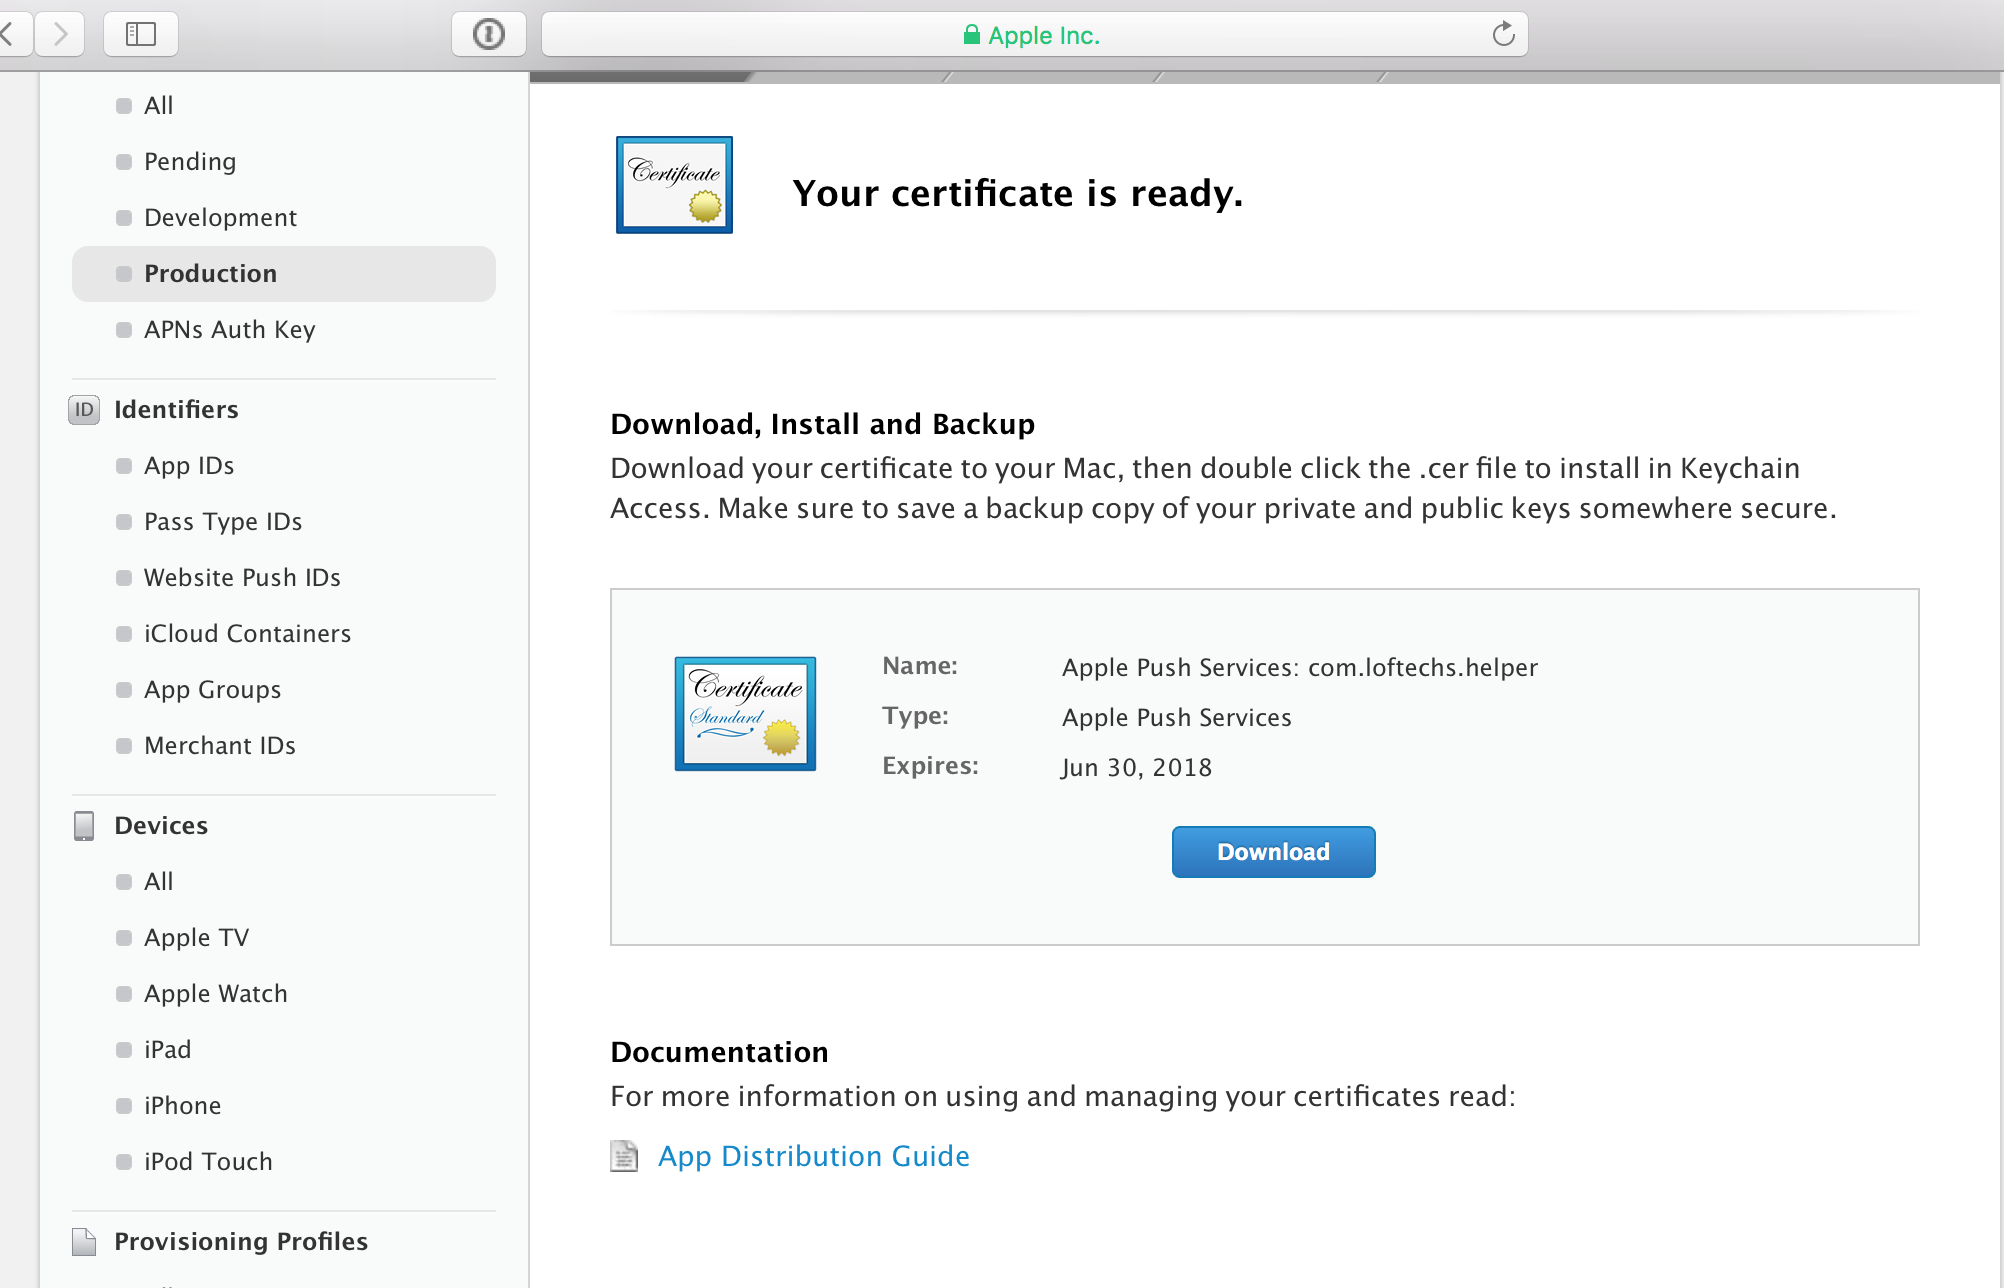 Apple Inc.
All
Pending
Development
Production
APNs Auth Key
ID Identifiers
App IDs
Pass Type IDs
Website Push IDs
iCloud Containers
App Groups
Merchant IDs
Devices
All
Apple TV
Apple Watch
iPad
iPhone
iPod Touch
Provisioning Profiles
Certificate
Your certificate is ready.
Download, Install and Backup
Download your certificate to your Mac, then double click the .cer file to install in Keychain
Access. Make sure to save a backup copy of your private and public keys somewhere secure.
Certificate
Standard
Name: Apple Push Services: com.loftechs.helper
Type: Apple Push Services
Expires: Jun 30, 2018
Download
Documentation
For more information on using and managing your certificates read:
App Distribution Guide